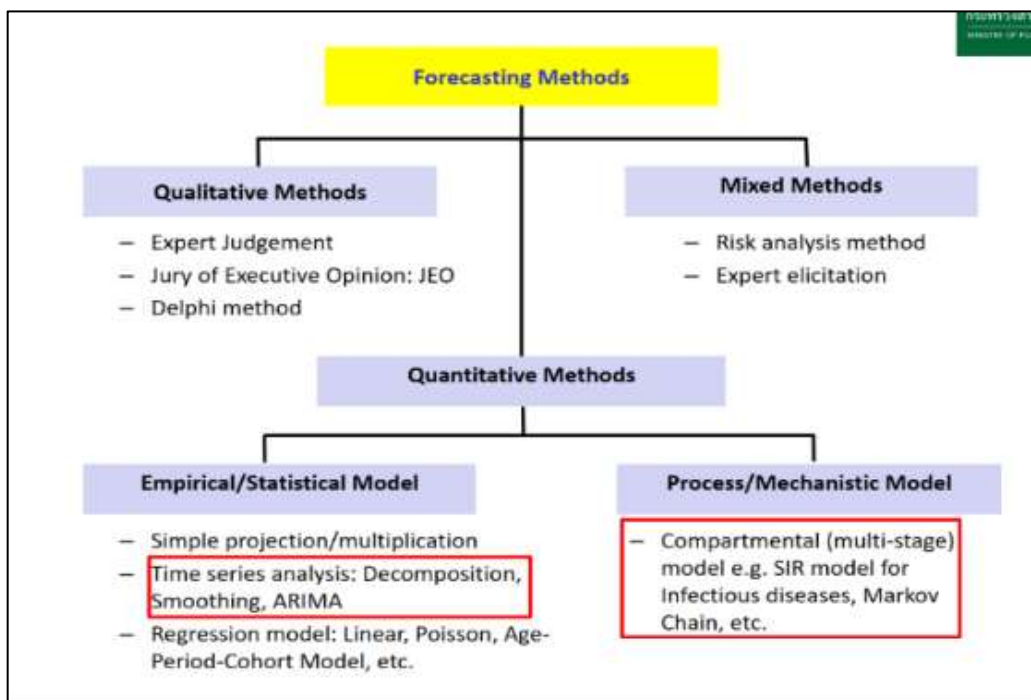 MINISTRY OF
Forecasting Methods
Qualitative Methods
– Expert Judgement
– Jury of Executive Opinion: JEO
– Delphi method
Mixed Methods
– Risk analysis method
– Expert elicitation
Quantitative Methods
Empirical/Statistical Model
– Simple projection/multiplication
– Time series analysis: Decomposition,
Smoothing, ARIMA
– Regression model: Linear, Poisson, Age-
Period-Cohort Model, etc.
Process/Mechanistic Model
– Compartmental (multi-stage)
model e.g. SIR model for
Infectious diseases, Markov
Chain, etc.